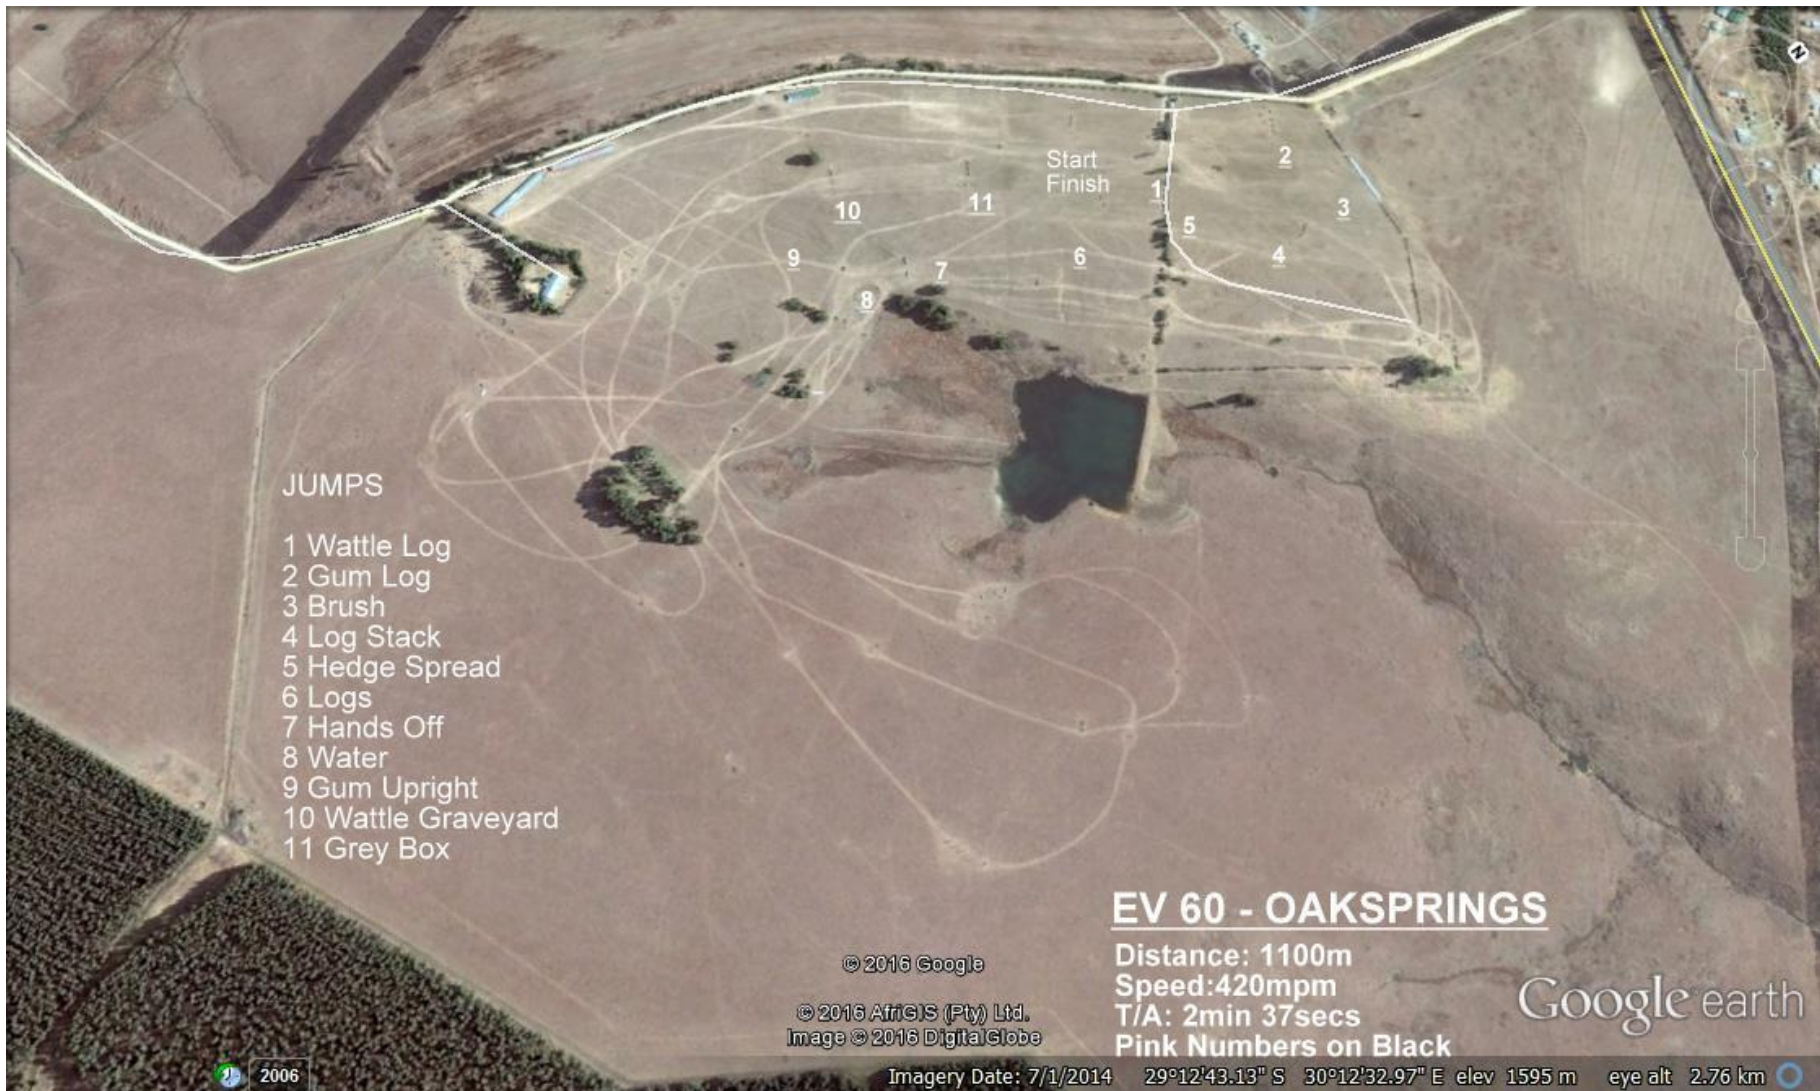 N
2
Start
Finish
1
3
10
11
5
9
6
4
7
8
JUMPS
1 Wattle Log
2 Gum Log
3 Brush
4 Log Stack
5 Hedge Spread
6 Logs
7 Hands Off
8 Water
9 Gum Upright
10 Wattle Graveyard
11 Grey Box
EV 60 - OAKSPRINGS
Distance: 1100m
Speed:420mpm
T/A: 2min 37secs
Pink Numbers on Black
© 2016 Google
© 2016 AfriGIS (Pty) Ltd.
Image © 2016 DigitalGlobe
Google earth
2006
Imagery Date: 7/1/2014 29°12'43.13" S 30°12'32.97" E elev 1595 m eye alt 2.76 km